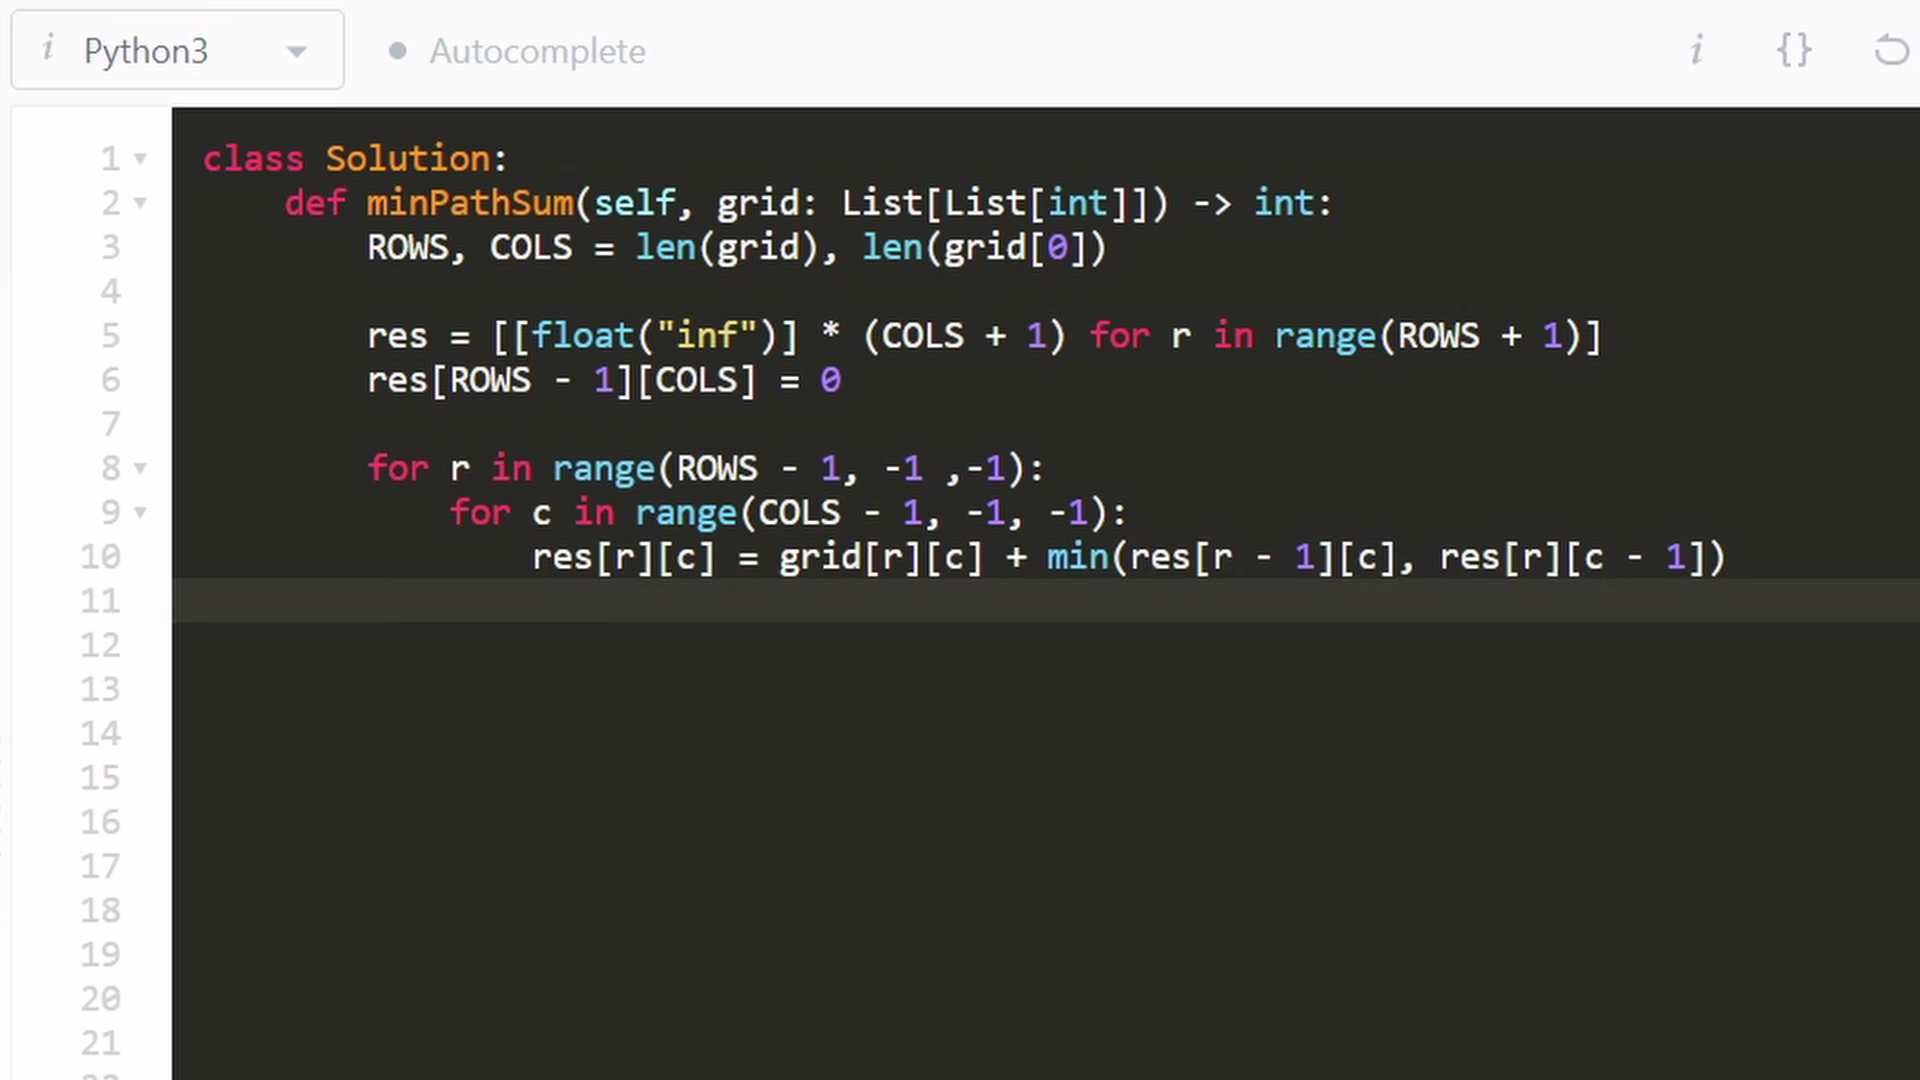 i Python3 Autocomplete i {}
1 class Solution:
2 def minPathSum(self, grid: List[List[int]]) -> int:
3 ROWS, COLS = len(grid), len(grid[0])
4
5 res = [[float("inf")] * (COLS + 1) for r in range(ROWS + 1)]
6 res[ROWS - 1][COLS] = 0
7
8 for r in range(ROWS - 1, -1 ,-1):
9 for c in range(COLS - 1, -1, -1):
10 res[r][c] = grid[r][c] + min(res[r - 1][c], res[r][c - 1])
11
12
13
14
15
16
17
18
19
20
21